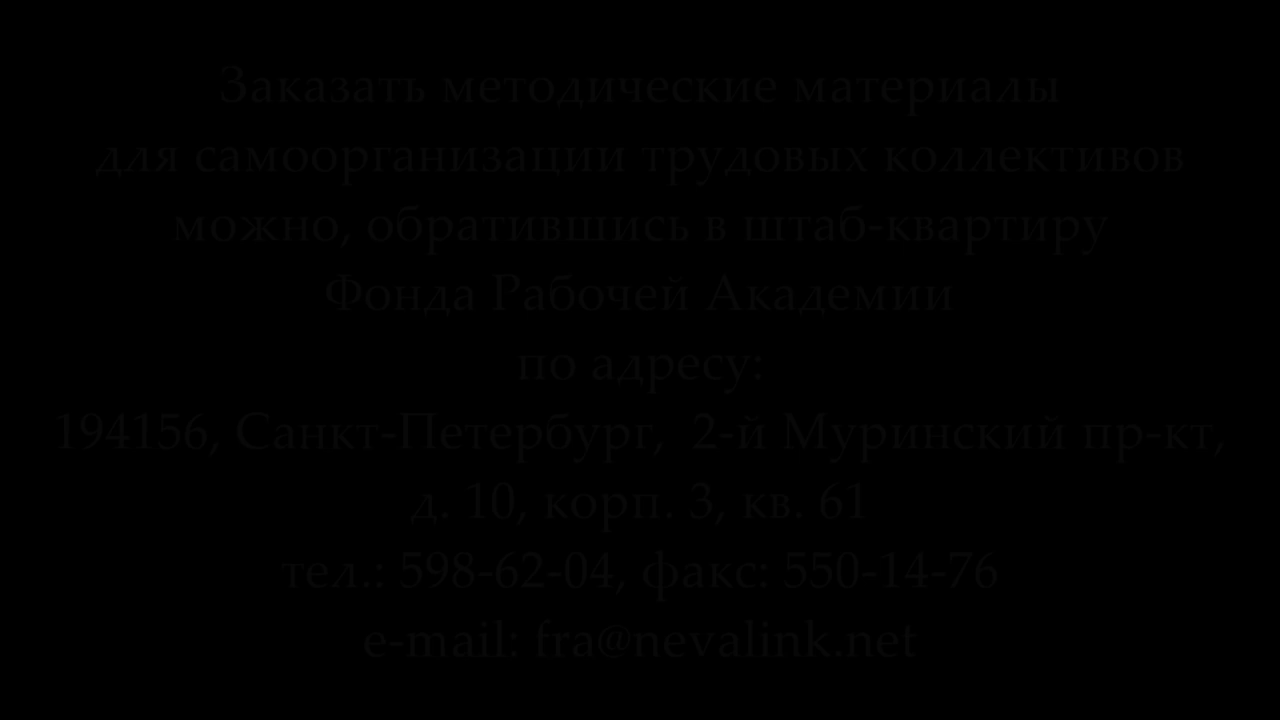 Заказать методические материалы
для самоорганизации трудовых коллективов
можно, обратившись в штаб-квартиру
Фонда Рабочей Академии
по адресу:
194156, Санкт-Петербург, 2-й Муринский пр-кт,
д. 10, корп. 3, кв. 61
тел.: 598-62-04, факс: 550-14-76
e-mail: fra@nevalink.net